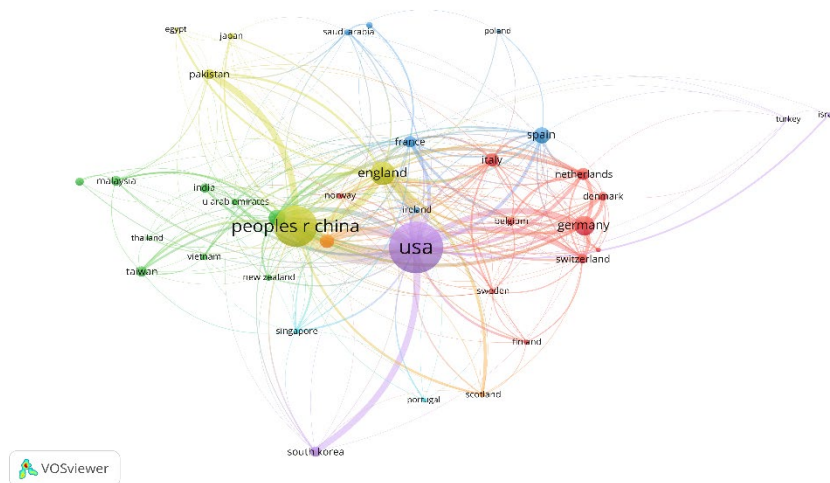 egypt
japan
saudi arabia
poland
pakistan
turkey
france
spain
italy
england
netherlands
malaysia
india
norway
denmark
u arab emirates
ireland
belgium
germany
peoples r china
thailand
usa
vietnam
switzerland
taiwan
new zealand
sweden
singapore
finland
portugal
scotland
south korea
VOSviewer